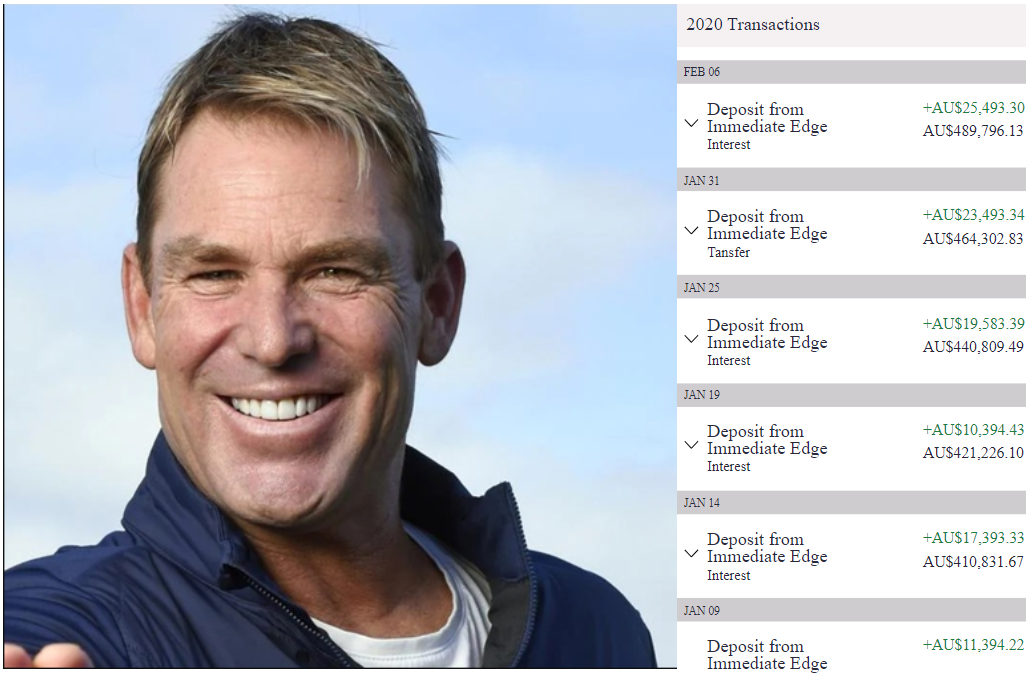 2020 Transactions
FEB 06
Deposit from +AU$25,493.30
Immediate Edge AU$489,796.13
Interest
JAN 31
Deposit from +AU$23,493.34
Immediate Edge AU$464,302.83
Tansfer
JAN 25
Deposit from +AU$19,583.39
Immediate Edge AU$440,809.49
Interest
JAN 19
Deposit from +AU$10,394.43
Immediate Edge AU$421,226.10
Interest
JAN 14
Deposit from +AU$17,393.33
Immediate Edge AU$410,831.67
Interest
JAN 09
Deposit from +AU$11,394.22
Immediate Edge